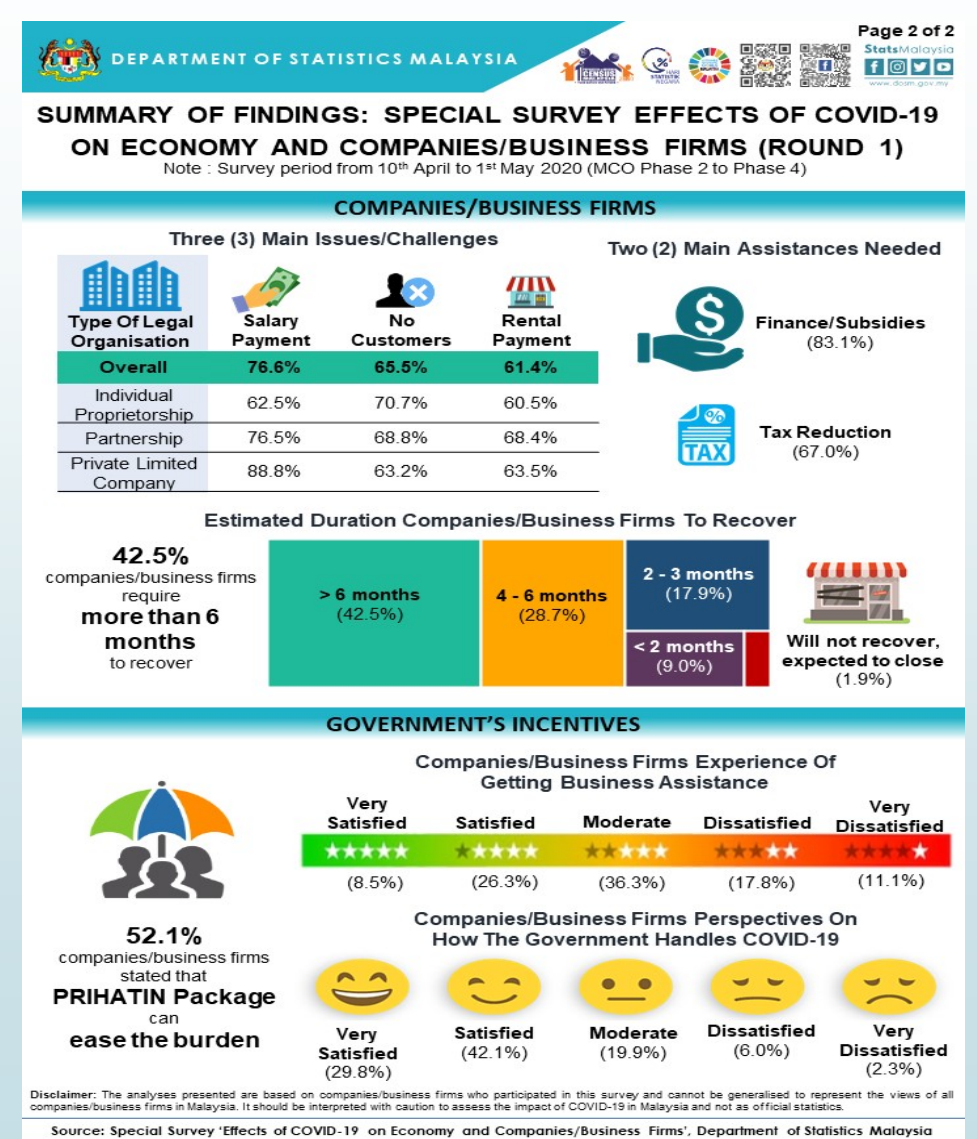 Page 2 of 2
DEPARTMENT OF STATISTICS MALAYSIA
StatsMalaysia
www.dosm.gov.my
CENSUS
HARI
STATISTIK
NEGARA
SUMMARY OF FINDINGS: SPECIAL SURVEY EFFECTS OF COVID-19
ON ECONOMY AND COMPANIES/BUSINESS FIRMS (ROUND 1)
Note : Survey period from 10th April to 1st May 2020 (MCO Phase 2 to Phase 4)
COMPANIES/BUSINESS FIRMS
Three (3) Main Issues/Challenges
Type Of Legal
Organisation
Salary
Payment
No
Customers
Rental
Payment
Overall 76.6% 65.5% 61.4%
Individual
Proprietorship
62.5% 70.7% 60.5%
Partnership 76.5% 68.8% 68.4%
Private Limited
Company
88.8% 63.2% 63.5%
Two (2) Main Assistances Needed
Finance/Subsidies
(83.1%)
%
TAX
Tax Reduction
(67.0%)
Estimated Duration Companies/Business Firms To Recover
42.5%
companies/business firms
require
more than 6
months
to recover
> 6 months
(42.5%)
4 - 6 months
(28.7%)
2 - 3 months
(17.9%)
< 2 months
(9.0%)
Will not recover,
expected to close
(1.9%)
GOVERNMENT'S INCENTIVES
52.1%
companies/business firms
stated that
PRIHATIN Package
can
ease the burden
Companies/Business Firms Experience Of
Getting Business Assistance
Very
Satisfied
Satisfied
Moderate
Dissatisfied
Very
Dissatisfied
(8.5%) (26.3%) (36.3%) (17.8%) (11.1%)
Companies/Business Firms Perspectives On
How The Government Handles COVID-19
Very
Satisfied
(29.8%)
Satisfied
(42.1%)
Moderate
(19.9%)
Dissatisfied
(6.0%)
Very
Dissatisfied
(2.3%)
Disclaimer: The analyses presented are based on companies/business firms who participated in this survey and cannot be generalised to represent the views of all
companies/business firms in Malaysia. It should be interpreted with caution to assess the impact of COVID-19 in Malaysia and not as official statistics.
Source: Special Survey 'Effects of COVID-19 on Economy and Companies/Business Firms', Department of Statistics Malaysia